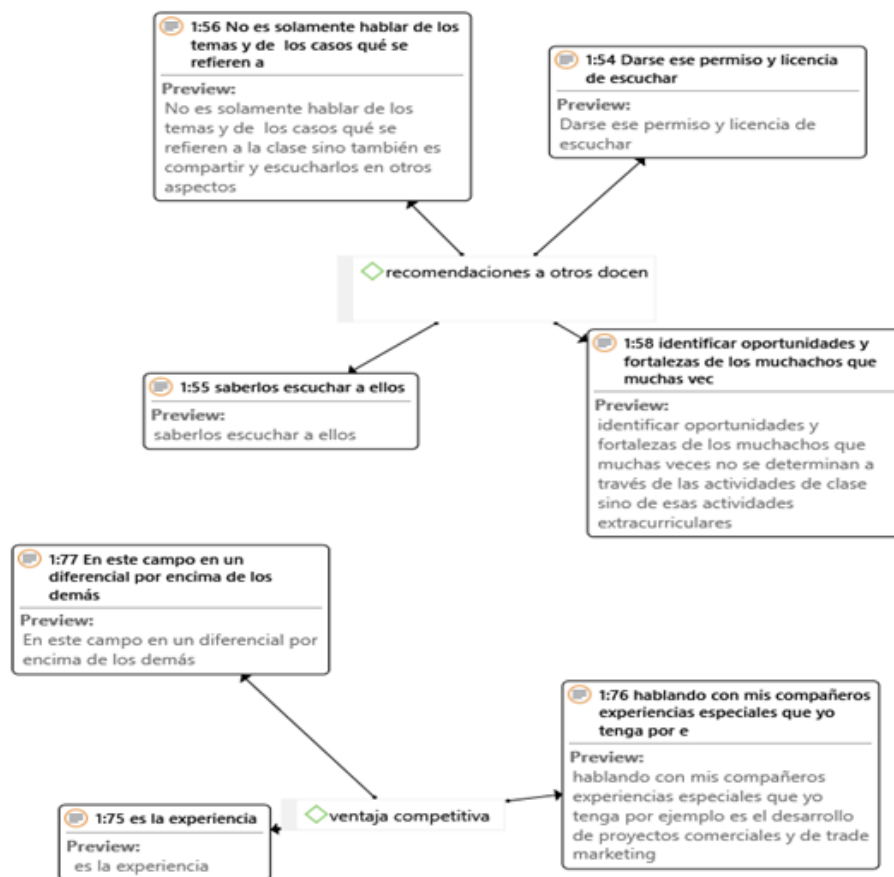 1:56 No es solamente hablar de los
temas y de los casos qué se
refieren a
Preview:
No es solamente hablar de los
temas y de los casos qué se
refieren a la clase sino también es
compartir y escucharlos en otros
aspectos
1:54 Darse ese permiso y licencia
de escuchar
Preview:
Darse ese permiso y licencia de
escuchar
recomendaciones a otros docen
1:55 saberlos escuchar a ellos
Preview:
saberlos escuchar a ellos
1:58 identificar oportunidades y
fortalezas de los muchachos que
muchas vec
Preview:
identificar oportunidades y
fortalezas de los muchachos que
muchas veces no se determinan a
través de las actividades de clase
sino de esas actividades
extracurriculares
1:77 En este campo en un
diferencial por encima de los
demás
Preview:
En este campo en un diferencial por
encima de los demás
1:76 hablando con mis compañeros
experiencias especiales que yo
tenga por e
Preview:
hablando con mis compañeros
experiencias especiales que yo
tenga por ejemplo es el desarrollo
de proyectos comerciales y de trade
marketing
ventaja competitiva
1:75 es la experiencia
Preview:
es la experiencia